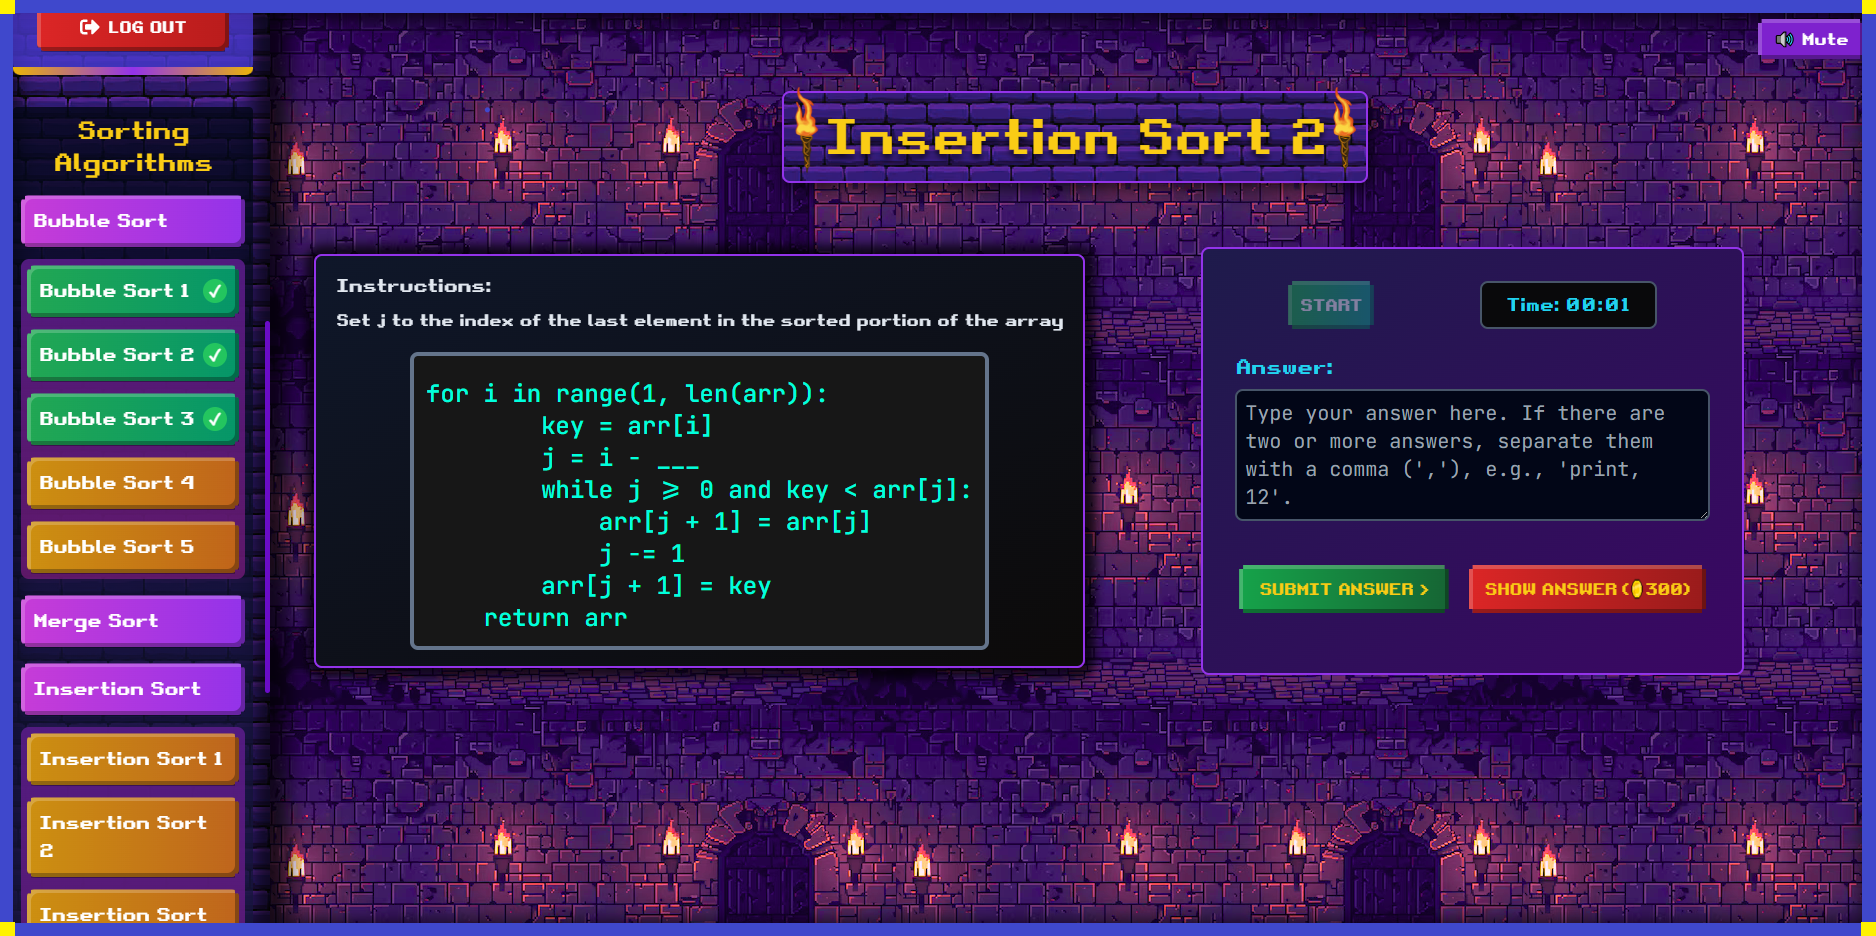 LOG OUT
Mute
Sorting
Algorithms
Bubble Sort
Bubble Sort 1
Bubble Sort 2
Bubble Sort 3
Bubble Sort 4
Bubble Sort 5
Merge Sort
Insertion Sort
Insertion Sort 1
Insertion Sort
2
Insertion Sort
Insertion Sort 2
Instructions:
Set j to the index of the last element in the sorted portion of the array
for i in range(1, len(arr)):
        key = arr[i]
        j = i - ___
        while j >= 0 and key < arr[j]:
            arr[j + 1] = arr[j]
            j -= 1
        arr[j + 1] = key
    return arr
START
Time: 00:01
Answer:
Type your answer here. If there are
two or more answers, separate them
with a comma (','), e.g., 'print,
12'.
SUBMIT ANSWER >
SHOW ANSWER (300)